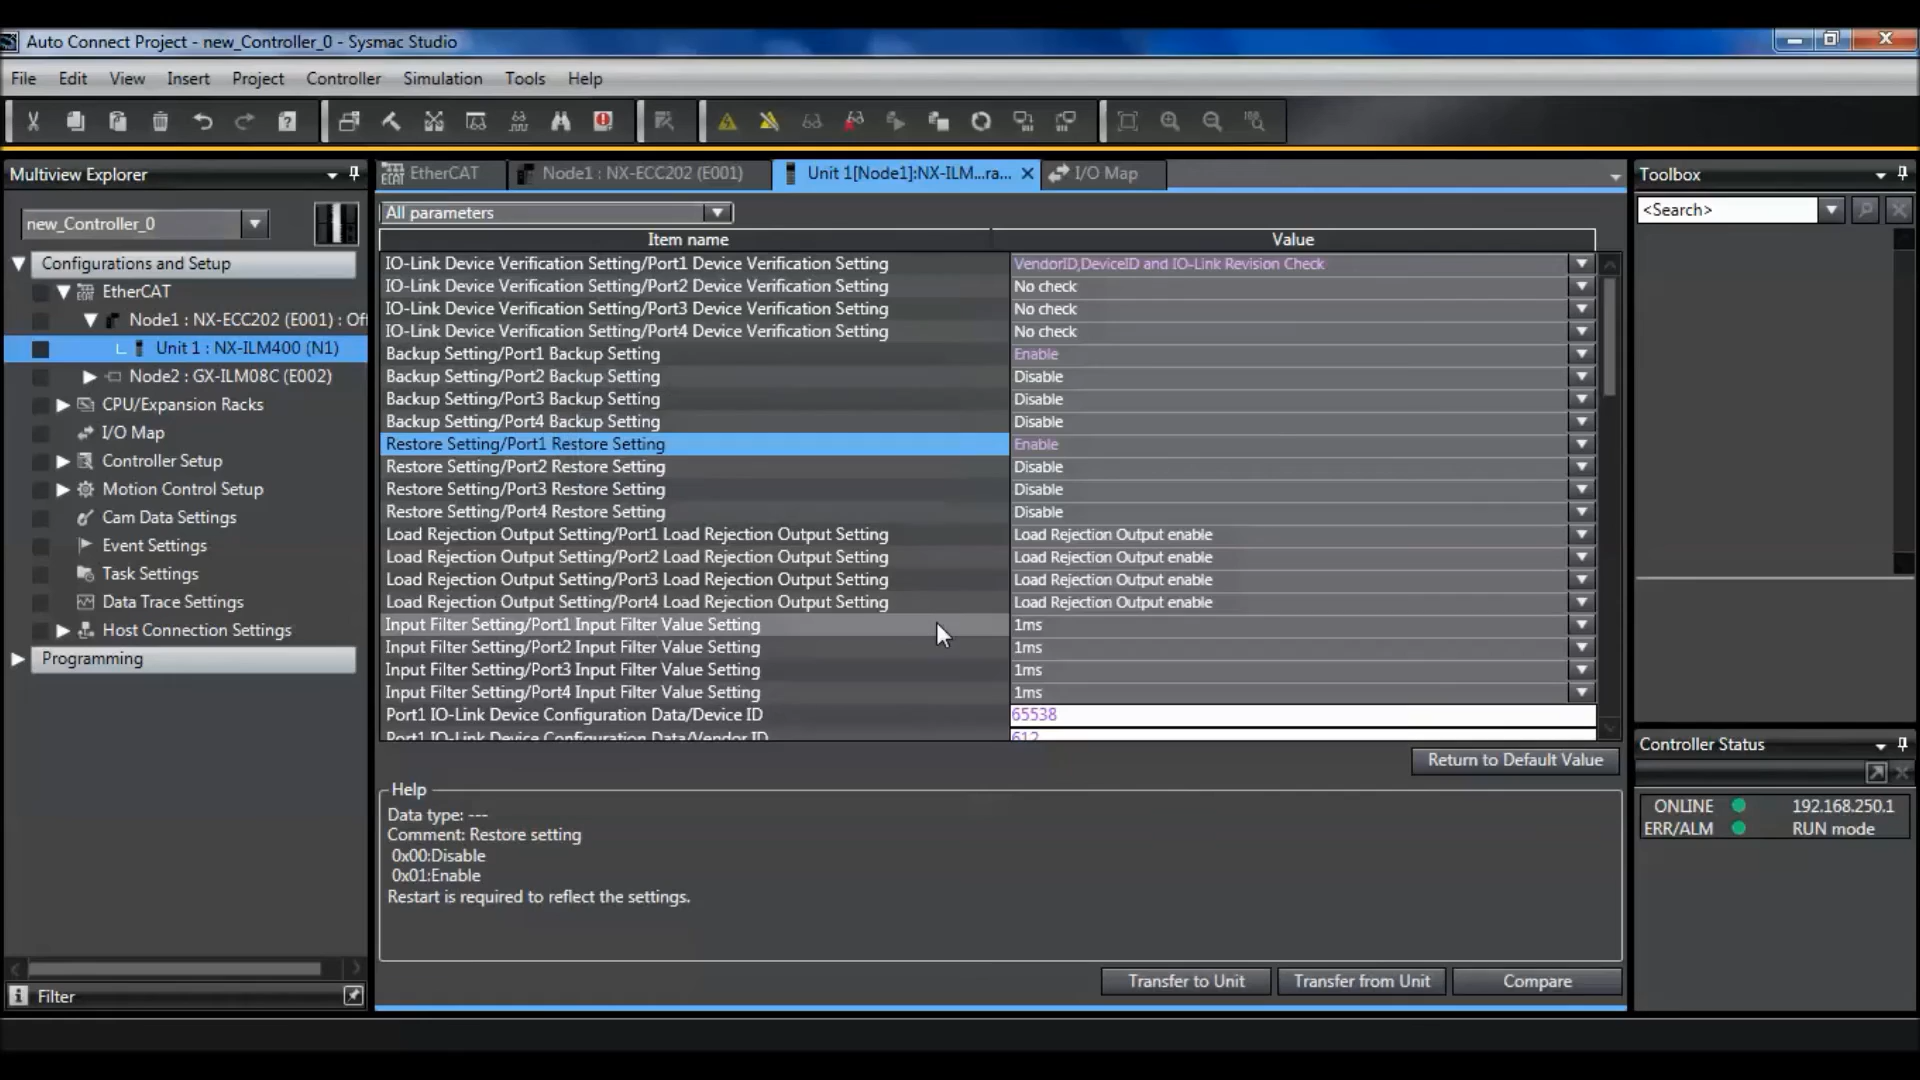 Auto Connect Project - new_Controller_0 - Sysmac Studio
File Edit View Insert Project Controller Simulation Tools Help
Multiview Explorer
new_Controller_0
Configurations and Setup
EtherCAT
Node1 : NX-ECC202 (E001) : Off
Unit 1 : NX-ILM400 (N1)
Node2 : GX-ILM08C (E002)
CPU/Expansion Racks
I/O Map
Controller Setup
Motion Control Setup
Cam Data Settings
Event Settings
Task Settings
Data Trace Settings
Host Connection Settings
Programming
Filter
EtherCAT Node1 : NX-ECC202 (E001) Unit 1[Node1]:NX-ILM...ra... I/O Map
All parameters
Item name Value
IO-Link Device Verification Setting/Port1 Device Verification Setting VendorID,DeviceID and IO-Link Revision Check
IO-Link Device Verification Setting/Port2 Device Verification Setting No check
IO-Link Device Verification Setting/Port3 Device Verification Setting No check
IO-Link Device Verification Setting/Port4 Device Verification Setting No check
Backup Setting/Port1 Backup Setting Enable
Backup Setting/Port2 Backup Setting Disable
Backup Setting/Port3 Backup Setting Disable
Backup Setting/Port4 Backup Setting Disable
Restore Setting/Port1 Restore Setting Enable
Restore Setting/Port2 Restore Setting Disable
Restore Setting/Port3 Restore Setting Disable
Restore Setting/Port4 Restore Setting Disable
Load Rejection Output Setting/Port1 Load Rejection Output Setting Load Rejection Output enable
Load Rejection Output Setting/Port2 Load Rejection Output Setting Load Rejection Output enable
Load Rejection Output Setting/Port3 Load Rejection Output Setting Load Rejection Output enable
Load Rejection Output Setting/Port4 Load Rejection Output Setting Load Rejection Output enable
Input Filter Setting/Port1 Input Filter Value Setting 1ms
Input Filter Setting/Port2 Input Filter Value Setting 1ms
Input Filter Setting/Port3 Input Filter Value Setting 1ms
Input Filter Setting/Port4 Input Filter Value Setting 1ms
Port1 IO-Link Device Configuration Data/Device ID 65538
Port1 IO-Link Device Configuration Data/Vendor ID 612
Return to Default Value
Help
Data type: ---
Comment: Restore setting
0x00:Disable
0x01:Enable
Restart is required to reflect the settings.
Transfer to Unit Transfer from Unit Compare
Toolbox
<Search>
Controller Status
ONLINE 192.168.250.1
ERR/ALM RUN mode